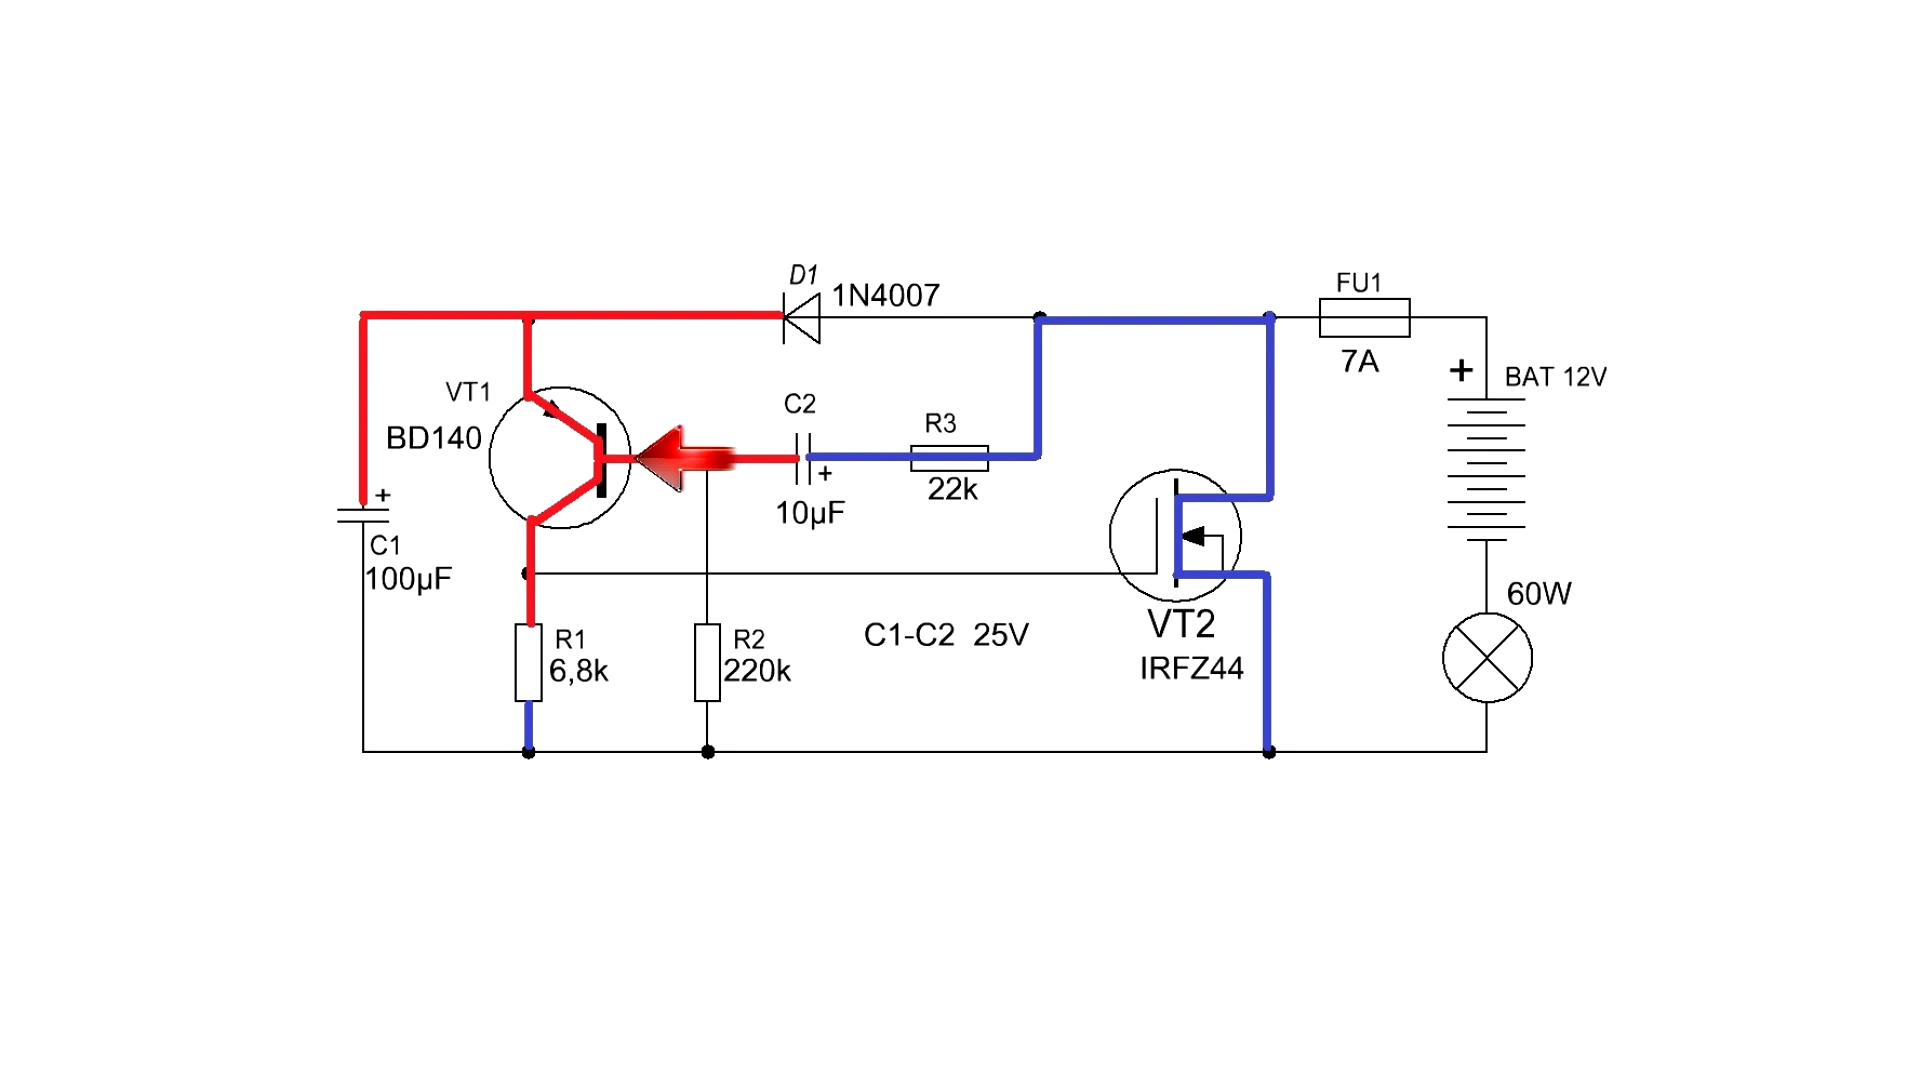 D1
1N4007
FU1
7A
+
BAT 12V
VT1
BD140
C2
+
10µF
R3
22k
+
C1
100µF
60W
R1
6,8k
R2
220k
C1-C2 25V
VT2
IRFZ44